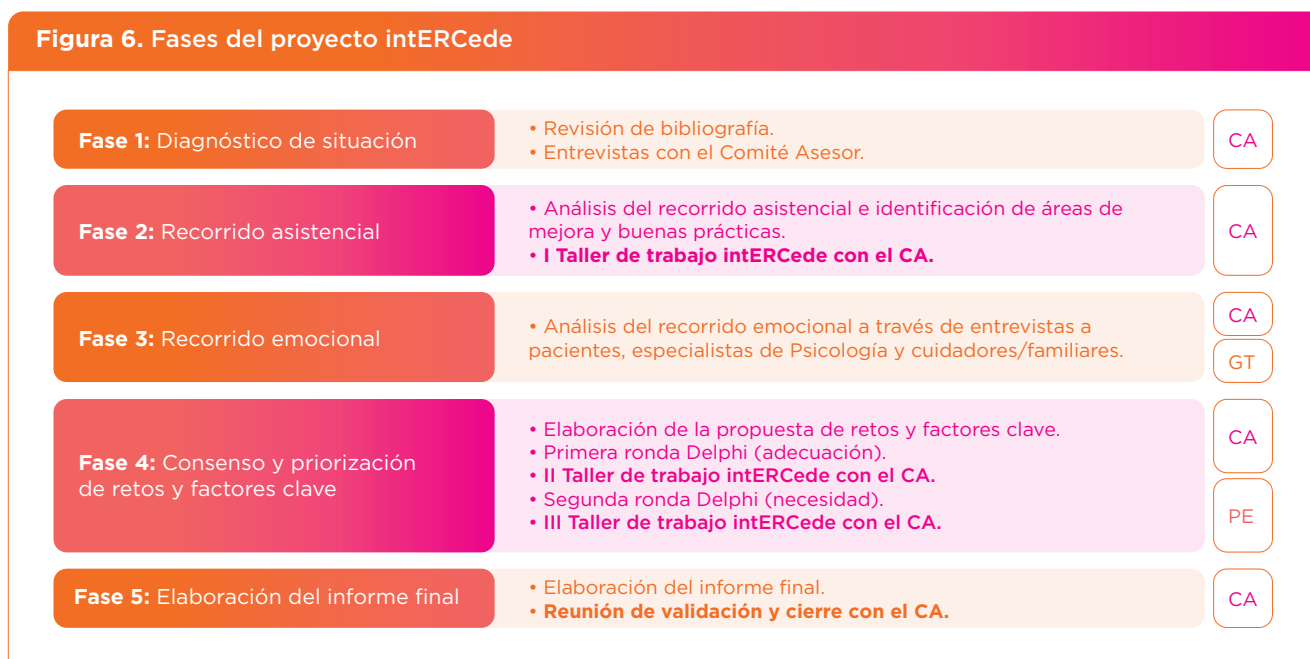 Figura 6. Fases del proyecto intERCede
Fase 1: Diagnóstico de situación
• Revisión de bibliografía.
• Entrevistas con el Comité Asesor.
CA
Fase 2: Recorrido asistencial
• Análisis del recorrido asistencial e identificación de áreas de
mejora y buenas prácticas.
• I Taller de trabajo intERCede con el CA.
CA
Fase 3: Recorrido emocional
• Análisis del recorrido emocional a través de entrevistas a
pacientes, especialistas de Psicología y cuidadores/familiares.
CA
GT
Fase 4: Consenso y priorización
de retos y factores clave
• Elaboración de la propuesta de retos y factores clave.
• Primera ronda Delphi (adecuación).
• II Taller de trabajo intERCede con el CA.
• Segunda ronda Delphi (necesidad).
• III Taller de trabajo intERCede con el CA.
CA
PE
Fase 5: Elaboración del informe final
• Elaboración del informe final.
• Reunión de validación y cierre con el CA.
CA